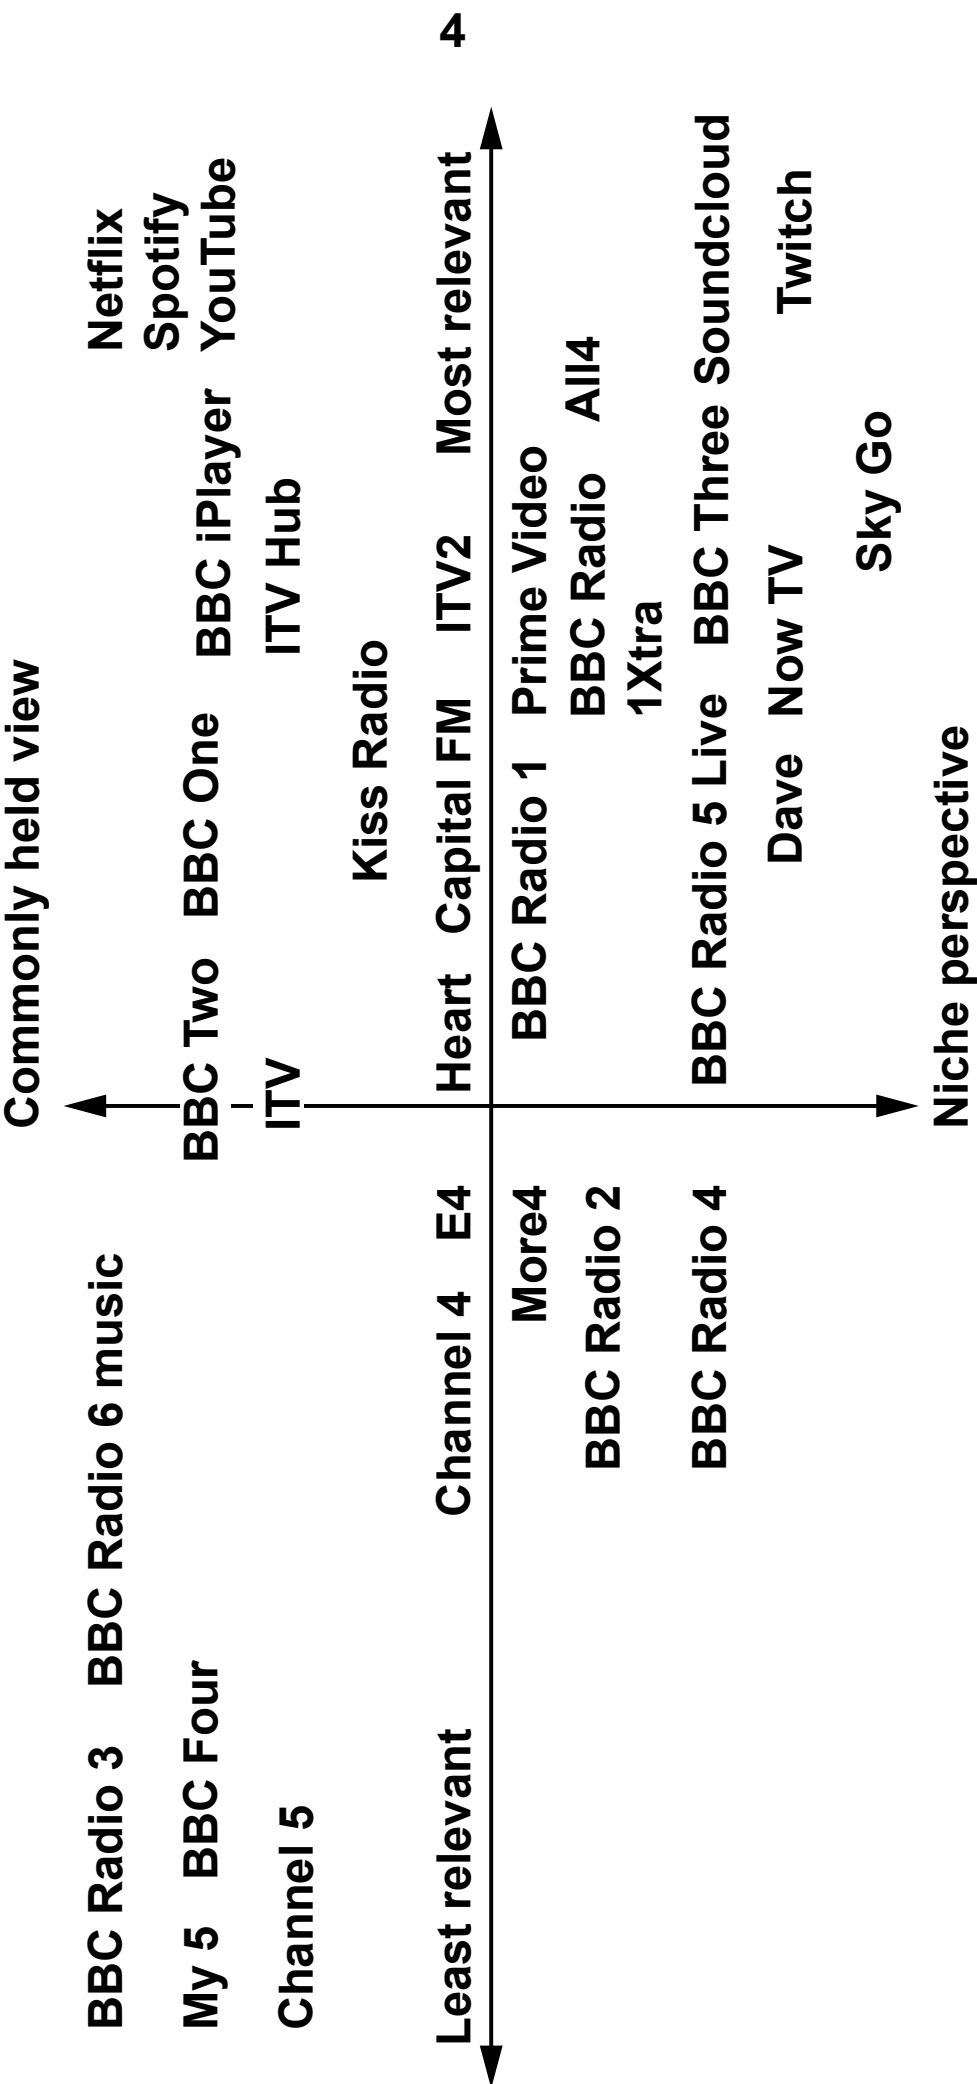 4
Commonly held view
BBC Radio 3 BBC Radio 6 music
Netflix
Spotify
YouTube
My 5 BBC Four
BBC Two BBC One
BBC iPlayer
Channel 5
ITV
ITV Hub
Kiss Radio
Least relevant
Channel 4 E4
Heart Capital FM ITV2
Most relevant
More4
BBC Radio 1
Prime Video
BBC Radio
1Xtra
All4
BBC Radio 2
BBC Radio 4
BBC Radio 5 Live BBC Three Soundcloud
Dave Now TV
Twitch
Sky Go
Niche perspective